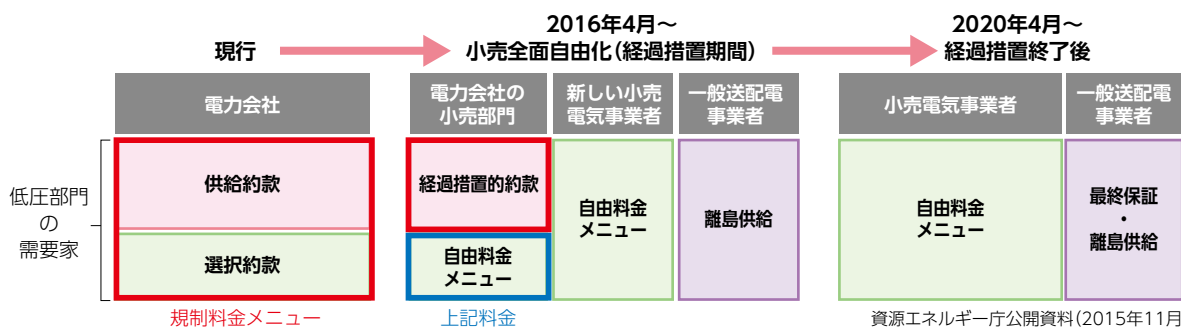 現行
2016年4月～
小売全面自由化（経過措置期間）
2020年4月～
経過措置終了後
電力会社
電力会社の
小売部門
新しい小売
電気事業者
一般送配電
事業者
小売電気事業者
一般送配電
事業者
低圧部門
の
需要家
供給約款
選択約款
経過措置的約款
自由料金
メニュー
自由料金
メニュー
離島供給
自由料金
メニュー
最終保証
・
離島供給
規制料金メニュー
上記料金
資源エネルギー庁公開資料（2015年11月